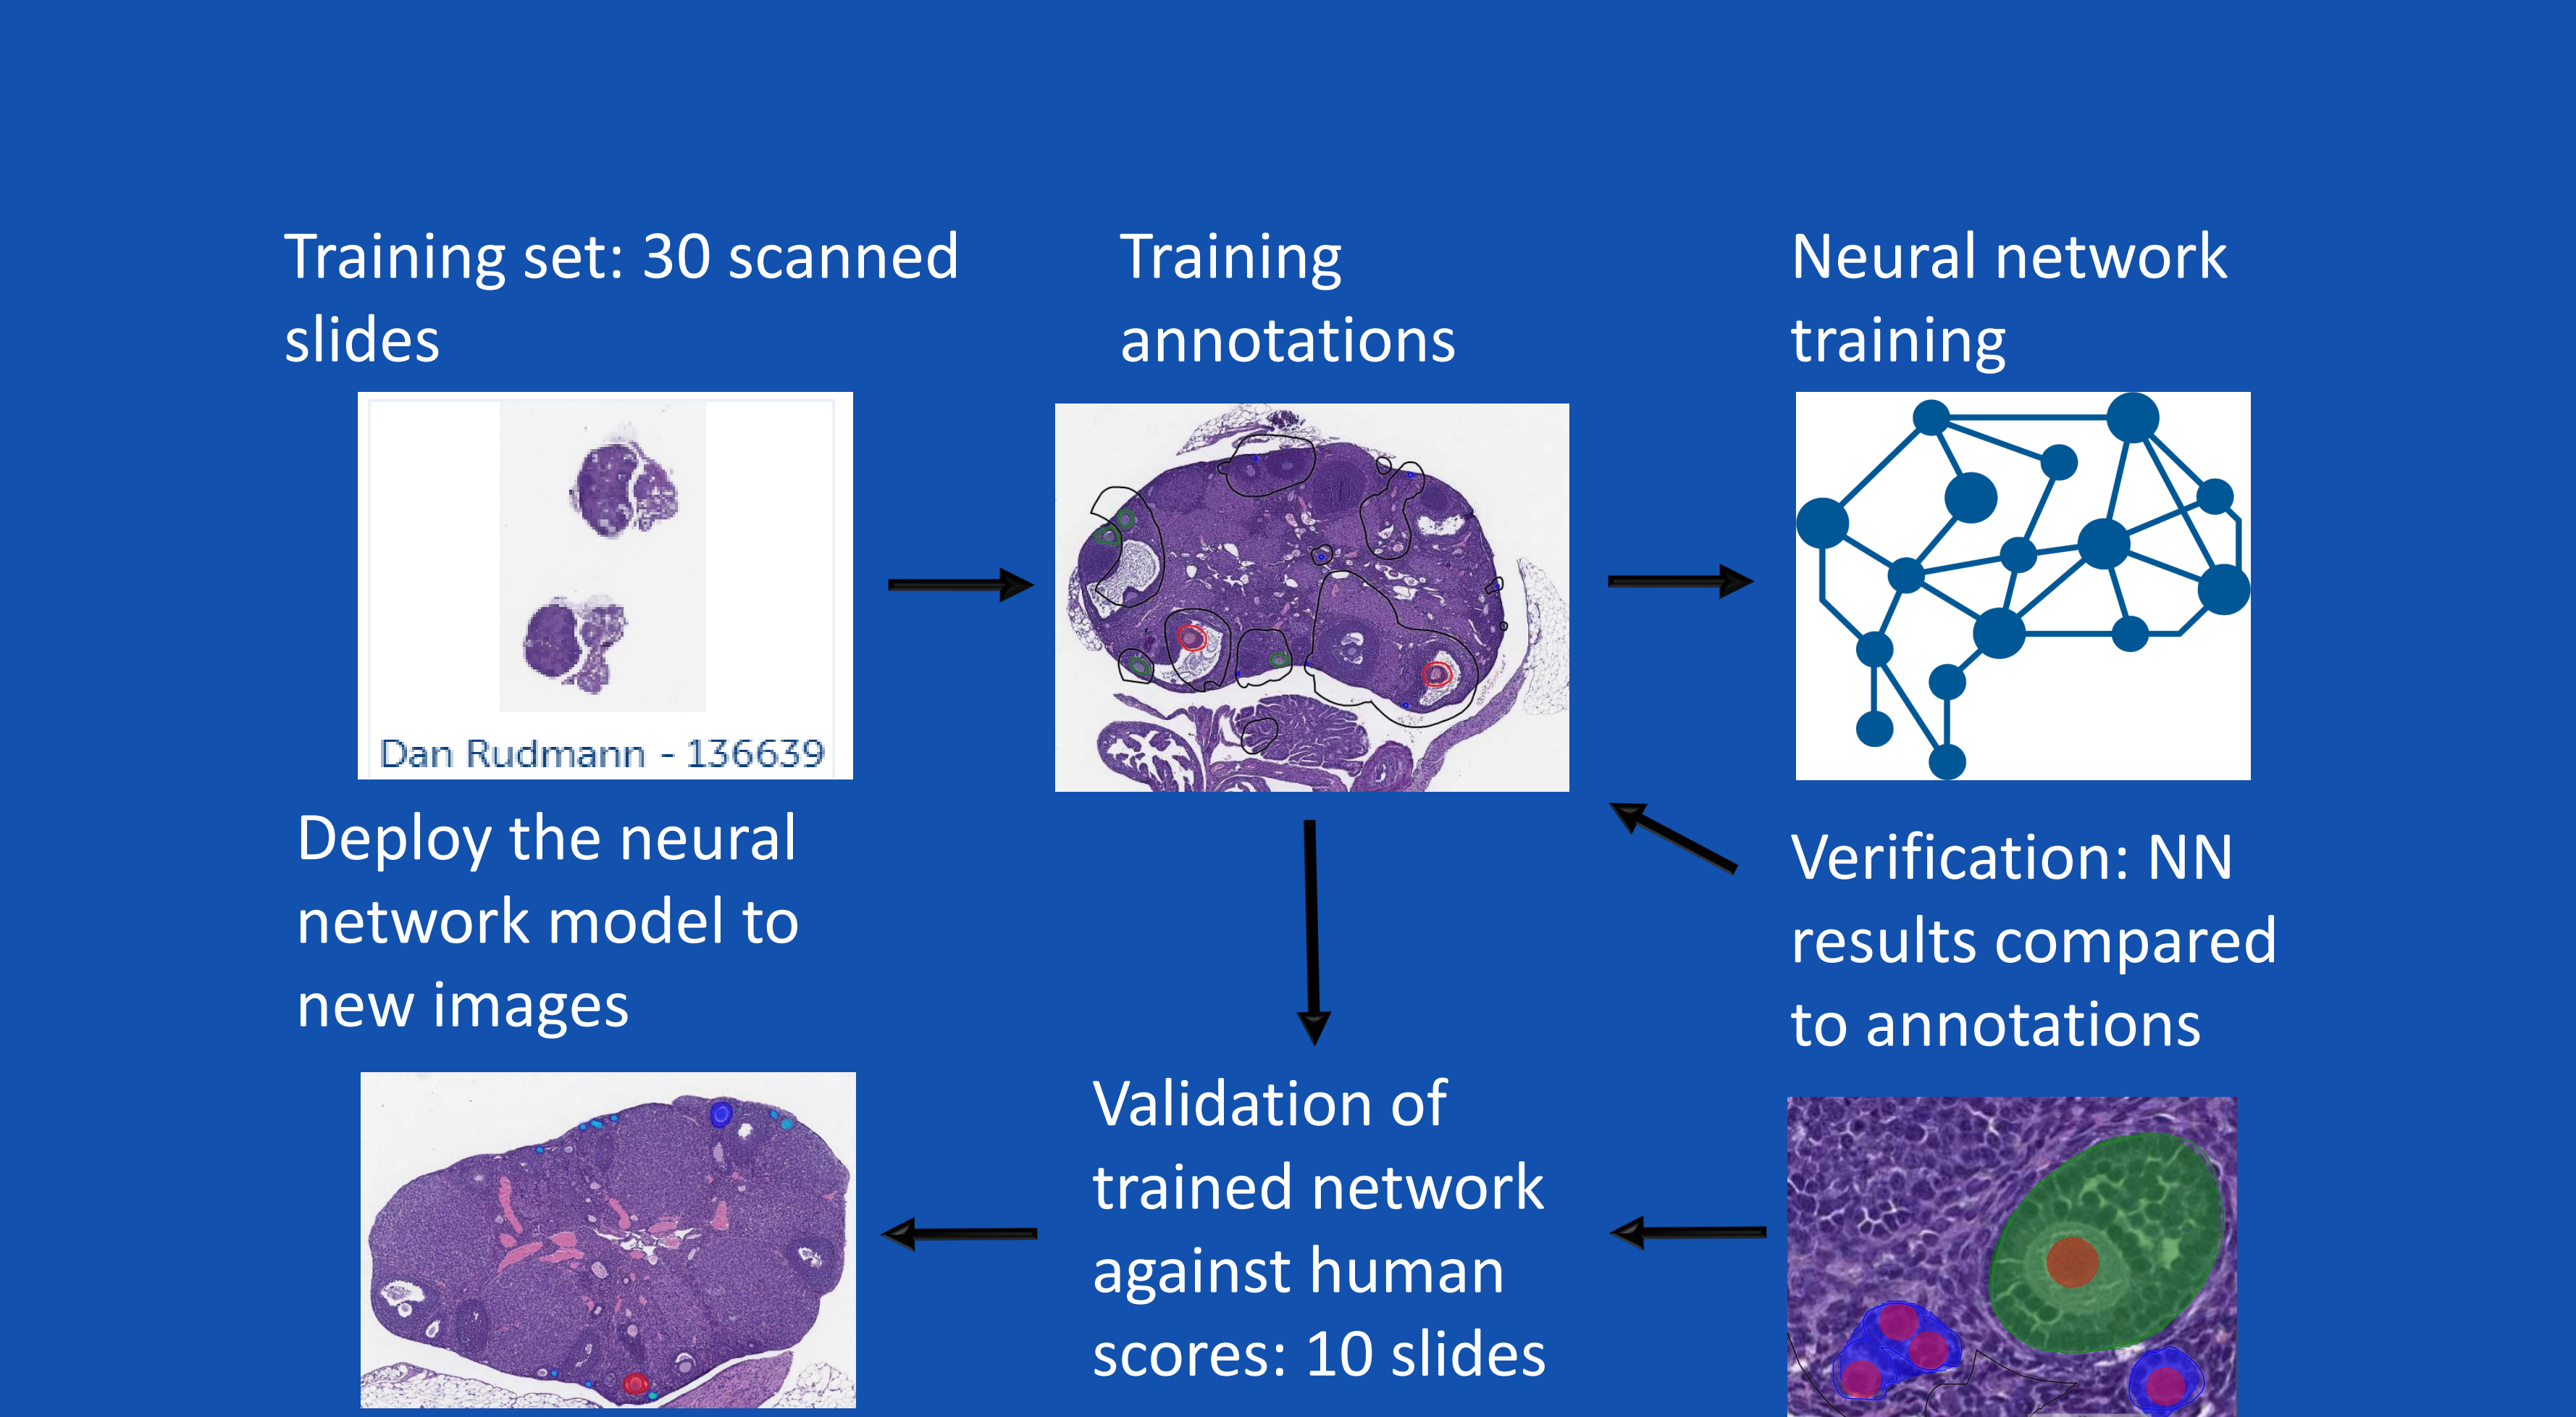 Training set: 30 scanned
slides
Training
annotations
Neural network
training
Dan Rudmann - 136639
Deploy the neural
network model to
new images
Verification: NN
results compared
to annotations
Validation of
trained network
against human
scores: 10 slides